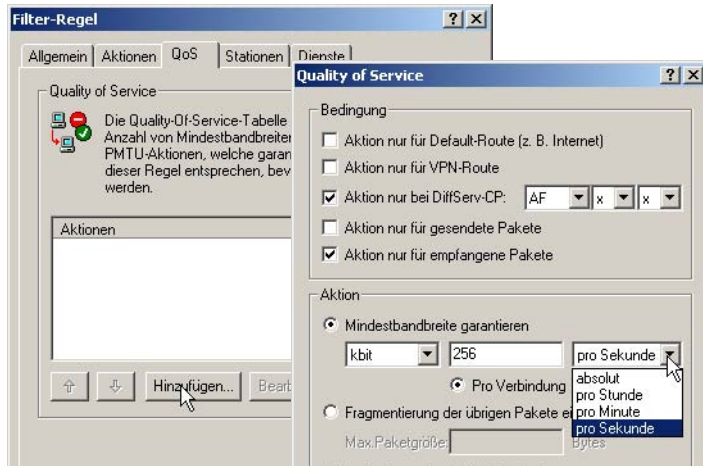 Filter-Regel
Allgemein Aktionen QoS Stationen Dienste
Quality of Service
Die Quality-Of-Service-Tabelle
Anzahl von Mindestbandbreiten
PMTU-Aktionen, welche garan
dieser Regel entsprechen, bev
werden.
Aktionen
Hinzufügen... Bearb
Quality of Service
Bedingung
Aktion nur für Default-Route (z. B. Internet)
Aktion nur für VPN-Route
Aktion nur bei DiffServ-CP: AF x x
Aktion nur für gesendete Pakete
Aktion nur für empfangene Pakete
Aktion
Mindestbandbreite garantieren
kbit 256 pro Sekunde
absolut
pro Stunde
pro Minute
pro Sekunde
Pro Verbindung
Fragmentierung der übrigen Pakete ei
Max.Paketgröße: Bytes